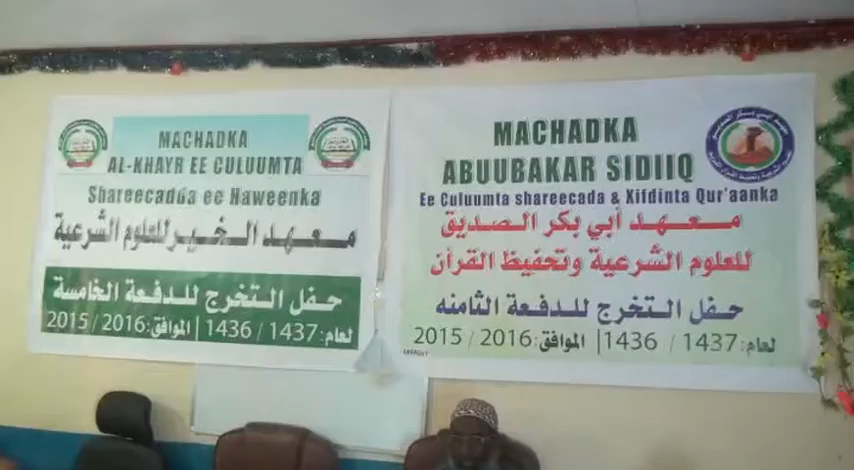 MACHADKA
AL-KHAYR EE CULUUMTA
Shareecadda ee Haweenka
معهد الخير للعلوم الشرعية
حفل التخرج للدفعة الخامسة
لعام: 1437 / 1436 | الموافق: 2016 / 2015
MACHADKA
ABUUBAKAR SIDIIQ
Ee Culuumta shareecada & Xifdinta Qur'aanka
معهد أبي بكر الصديق
للعلوم الشرعية وتحفيظ القرأن
حفل التخرج للدفعة الثامنه
لعام: 1437 / 1436 | الموافق: 2016 / 2015